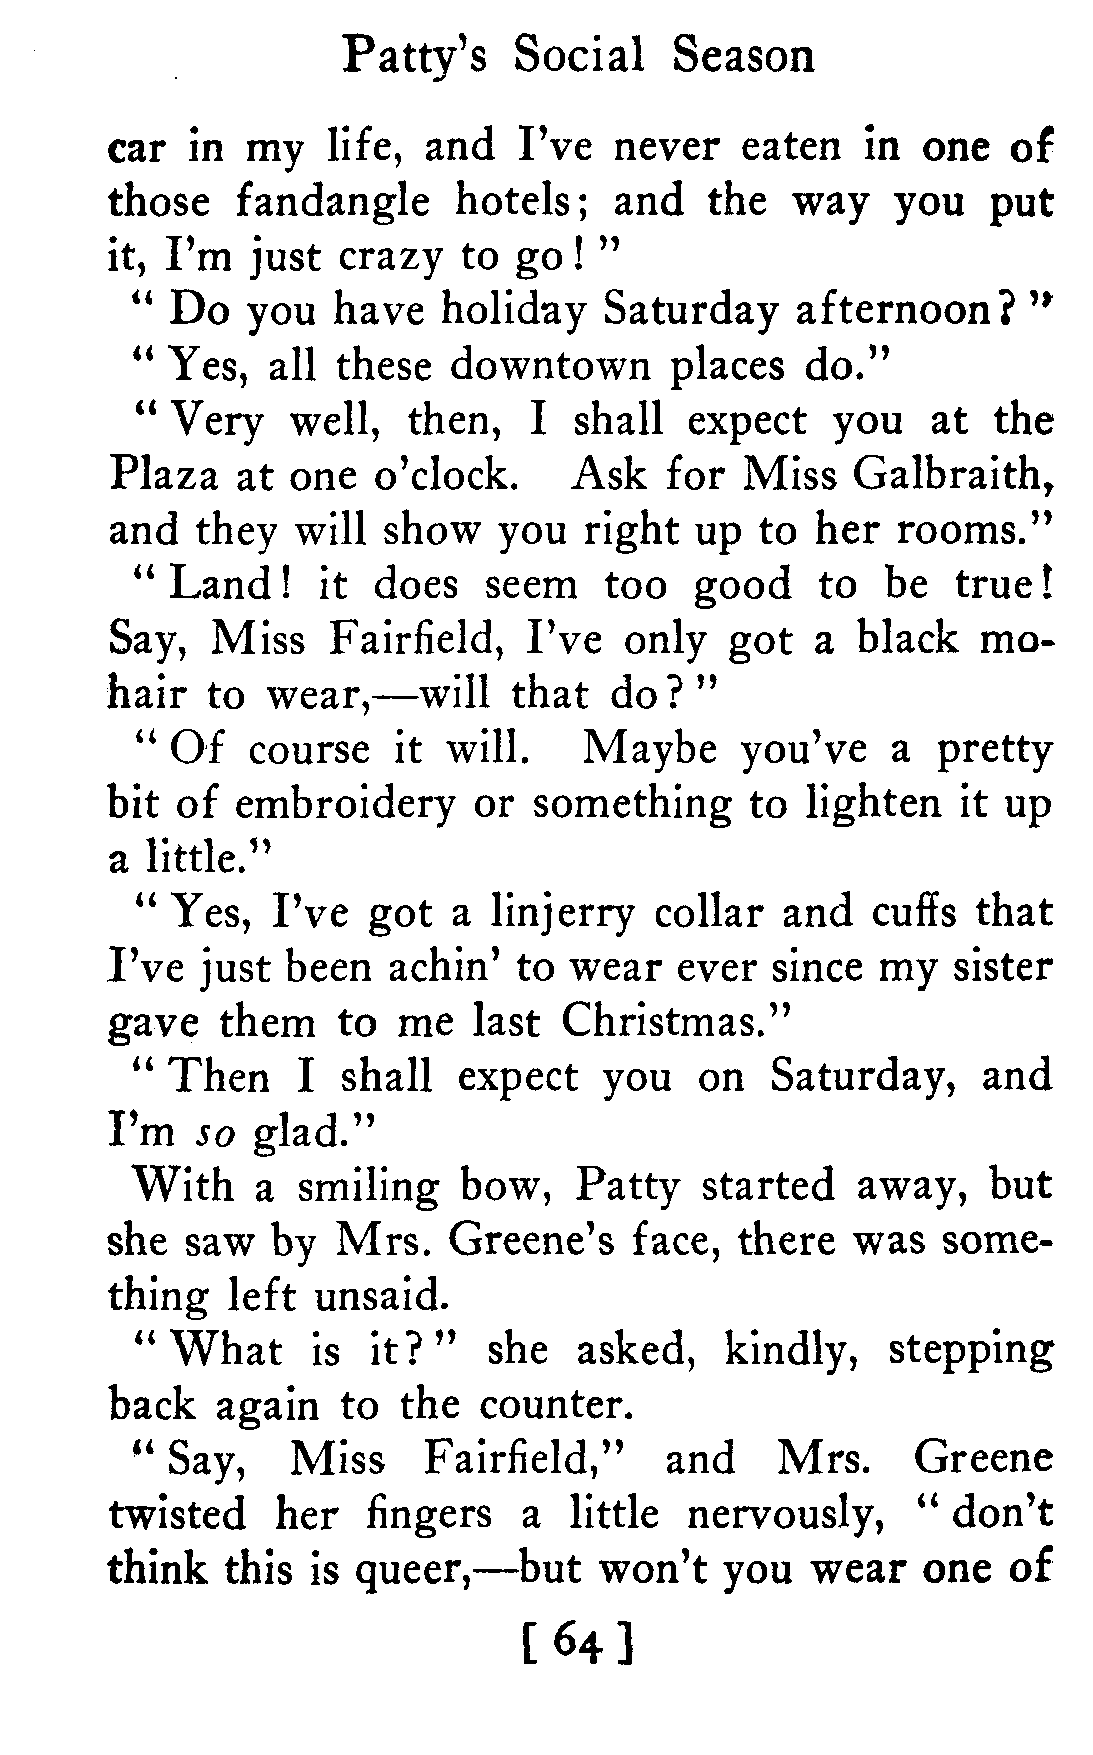 Patty's Social Season
car in my life, and I've never eaten in one of
those fandangle hotels; and the way you put
it, I'm just crazy to go!"
"Do you have holiday Saturday afternoon?"
"Yes, all these downtown places do."
"Very well, then, I shall expect you at the
Plaza at one o'clock. Ask for Miss Galbraith,
and they will show you right up to her rooms."
"Land! it does seem too good to be true!
Say, Miss Fairfield, I've only got a black mo-
hair to wear,—will that do?"
"Of course it will. Maybe you've a pretty
bit of embroidery or something to lighten it up
a little."
"Yes, I've got a linjerry collar and cuffs that
I've just been achin' to wear ever since my sister
gave them to me last Christmas."
"Then I shall expect you on Saturday, and
I'm so glad."
With a smiling bow, Patty started away, but
she saw by Mrs. Greene's face, there was some-
thing left unsaid.
"What is it?" she asked, kindly, stepping
back again to the counter.
"Say, Miss Fairfield," and Mrs. Greene
twisted her fingers a little nervously, "don't
think this is queer,—but won't you wear one of
[64]